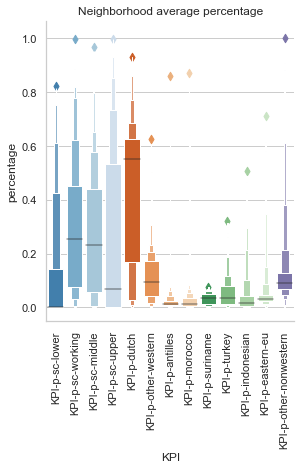 Neighborhood average percentage
percentage
1.0
0.8
0.6
0.4
0.2
0.0
KPI-p-sc-lower
KPI-p-sc-working
KPI-p-sc-middle
KPI-p-sc-upper
KPI-p-dutch
KPI-p-other-western
KPI-p-antilles
KPI-p-morocco
KPI-p-suriname
KPI-p-turkey
KPI-p-indonesian
KPI-p-eastern-eu
KPI-p-other-nonwestern
KPI